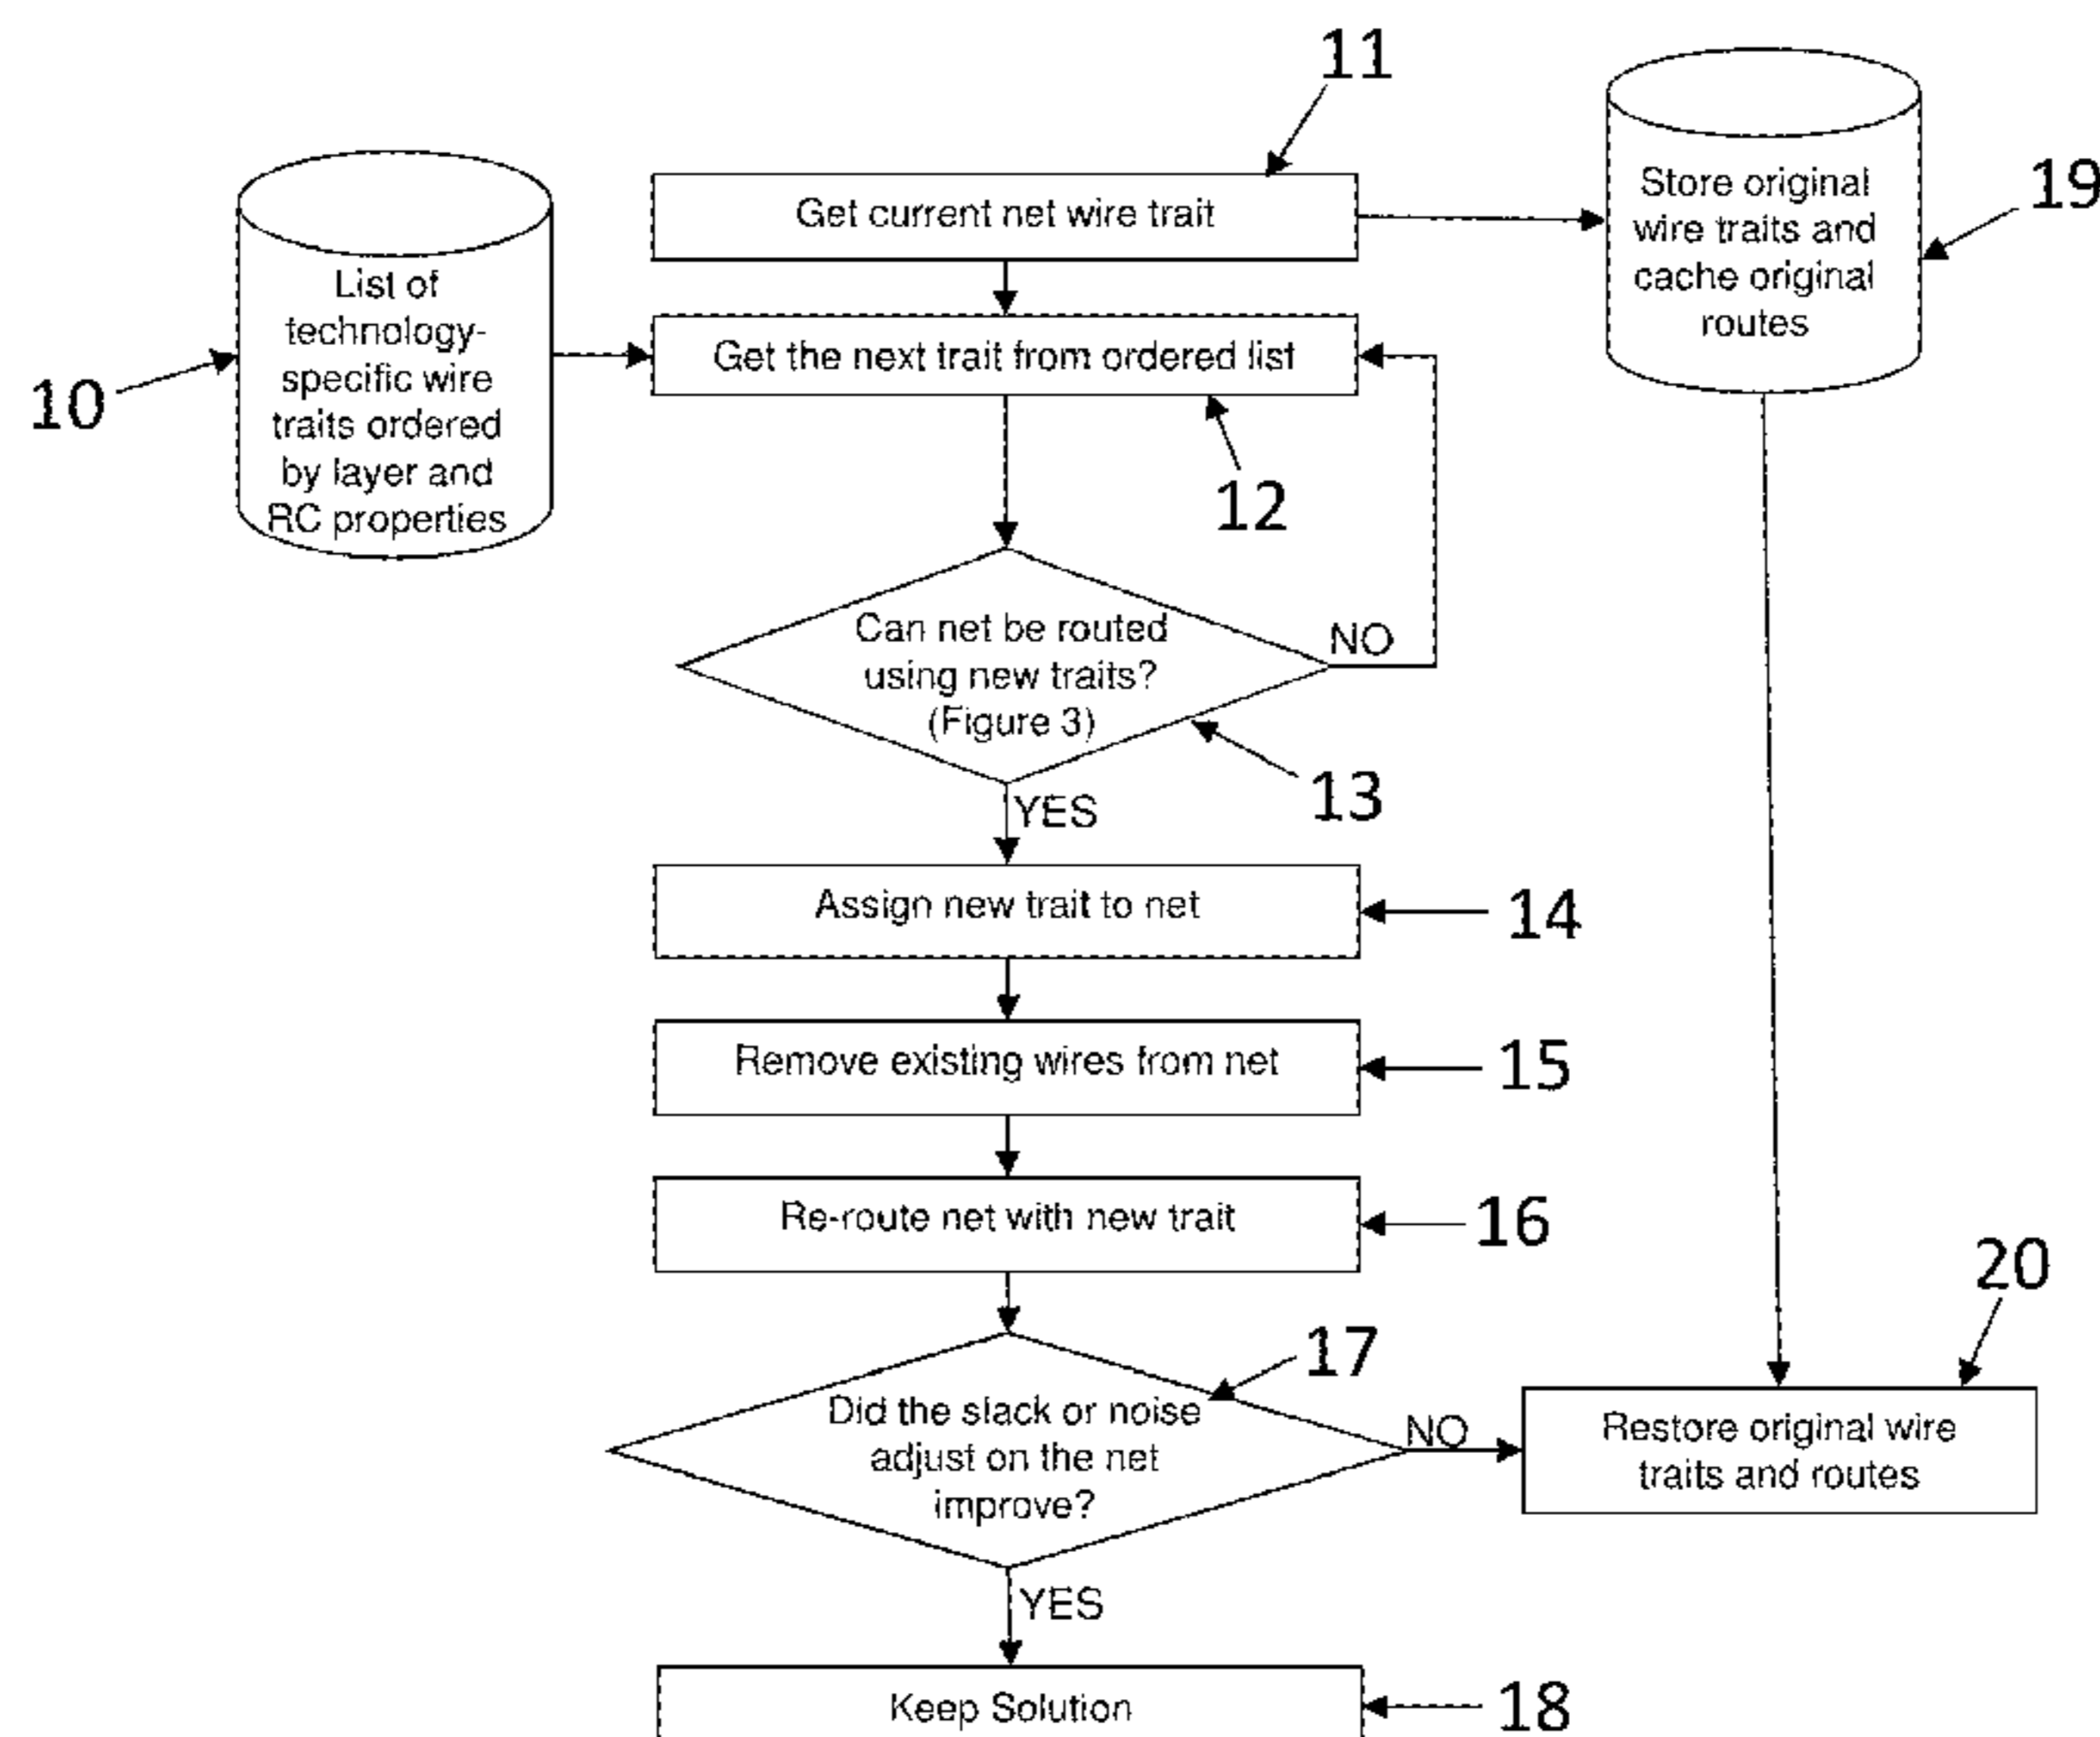 11
Get current net wire trait
Store original
wire traits and
cache original
routes
19
List of
technology-
specific wire
traits ordered
by layer and
RC properties
10
Get the next trait from ordered list
12
Can net be routed
using new traits?
(Figure 3)
NO
13
YES
Assign new trait to net
14
Remove existing wires from net
15
Re-route net with new trait
16
20
17
Did the slack or noise
adjust on the net
improve?
NO
Restore original wire
traits and routes
YES
Keep Solution
18